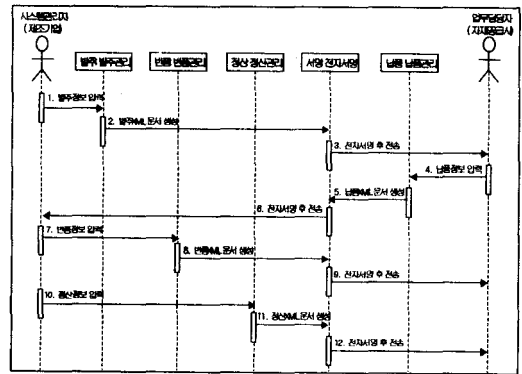 시스템관리자
(제조기업)
업무담당자
(자재공급사)
발주 발주관리
반품 반품관리
정산 정산관리
서명 전자서명
납품 납품관리
1. 발주정보 입력
2. 발주XML문서 생성
3. 전자서명 후 전송
4. 납품정보 입력
5. 납품XML문서 생성
6. 전자서명 후 전송
7. 반품정보 입력
8. 반품XML문서 생성
9. 전자서명 후 전송
10. 정산정보 입력
11. 정산XML문서 생성
12. 전자서명 후 전송